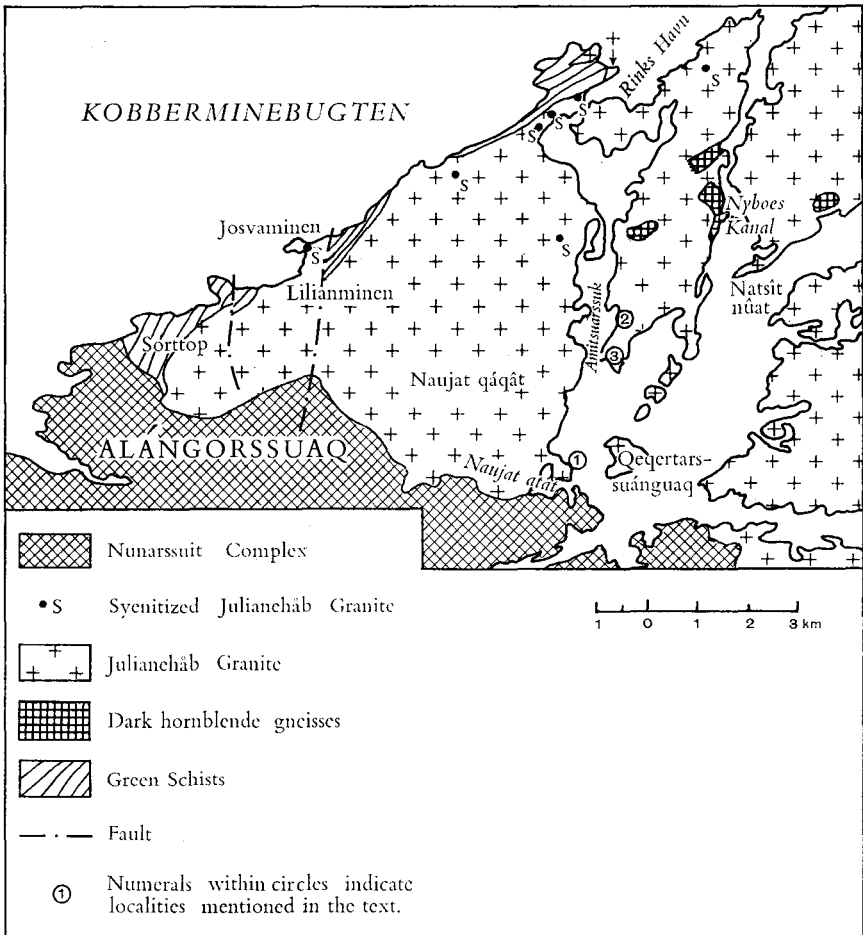 KOBBERMINEBUGTEN
Rinks Havn
S
S
S
S
S
S
S
Josvaminen
Lilianminen
Sorttop
Nyboes
Kanal
Natsît
nûat
Amitsuarssuk
2
3
Naujat qáqât
ALÁNGORSSUAQ
Naujat atât
1
Qeqertars-
suánguaq
Nunarssuit Complex
S Syenitized Julianehåb Granite
Julianehåb Granite
Dark hornblende gneisses
Green Schists
Fault
1 Numerals within circles indicate
localities mentioned in the text.
1 0 1 2 3 km